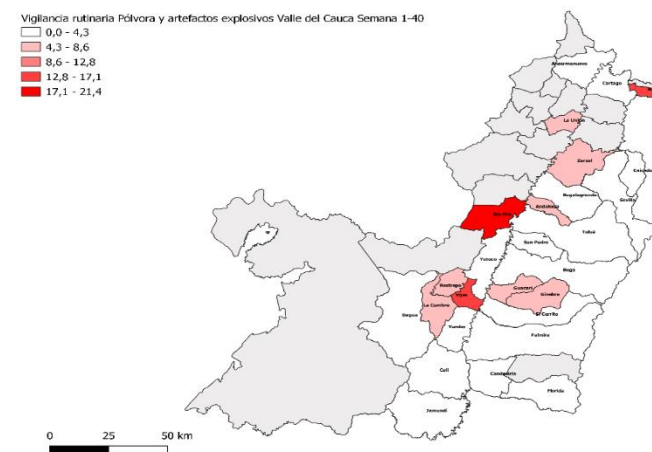 Vigilancia rutinaria Pólvora y artefactos explosivos Valle del Cauca Semana 1-40
0,0 - 4,3
4,3 - 8,6
8,6 - 12,8
12,8 - 17,1
17,1 - 21,4
Ansermanuevo
Cartago
La Unión
Zarzal
Caicedo
Bugalagrande
Sevilla
Andalucía
Tuluá
San Pedro
Yotoco
Buga
Restrepo
Guacarí
Vijes
Ginebra
La Cumbre
El Cerrito
Dagua
Yumbo
Palmira
Cali
Candelaria
Florida
Jamundí
0 25 50 km